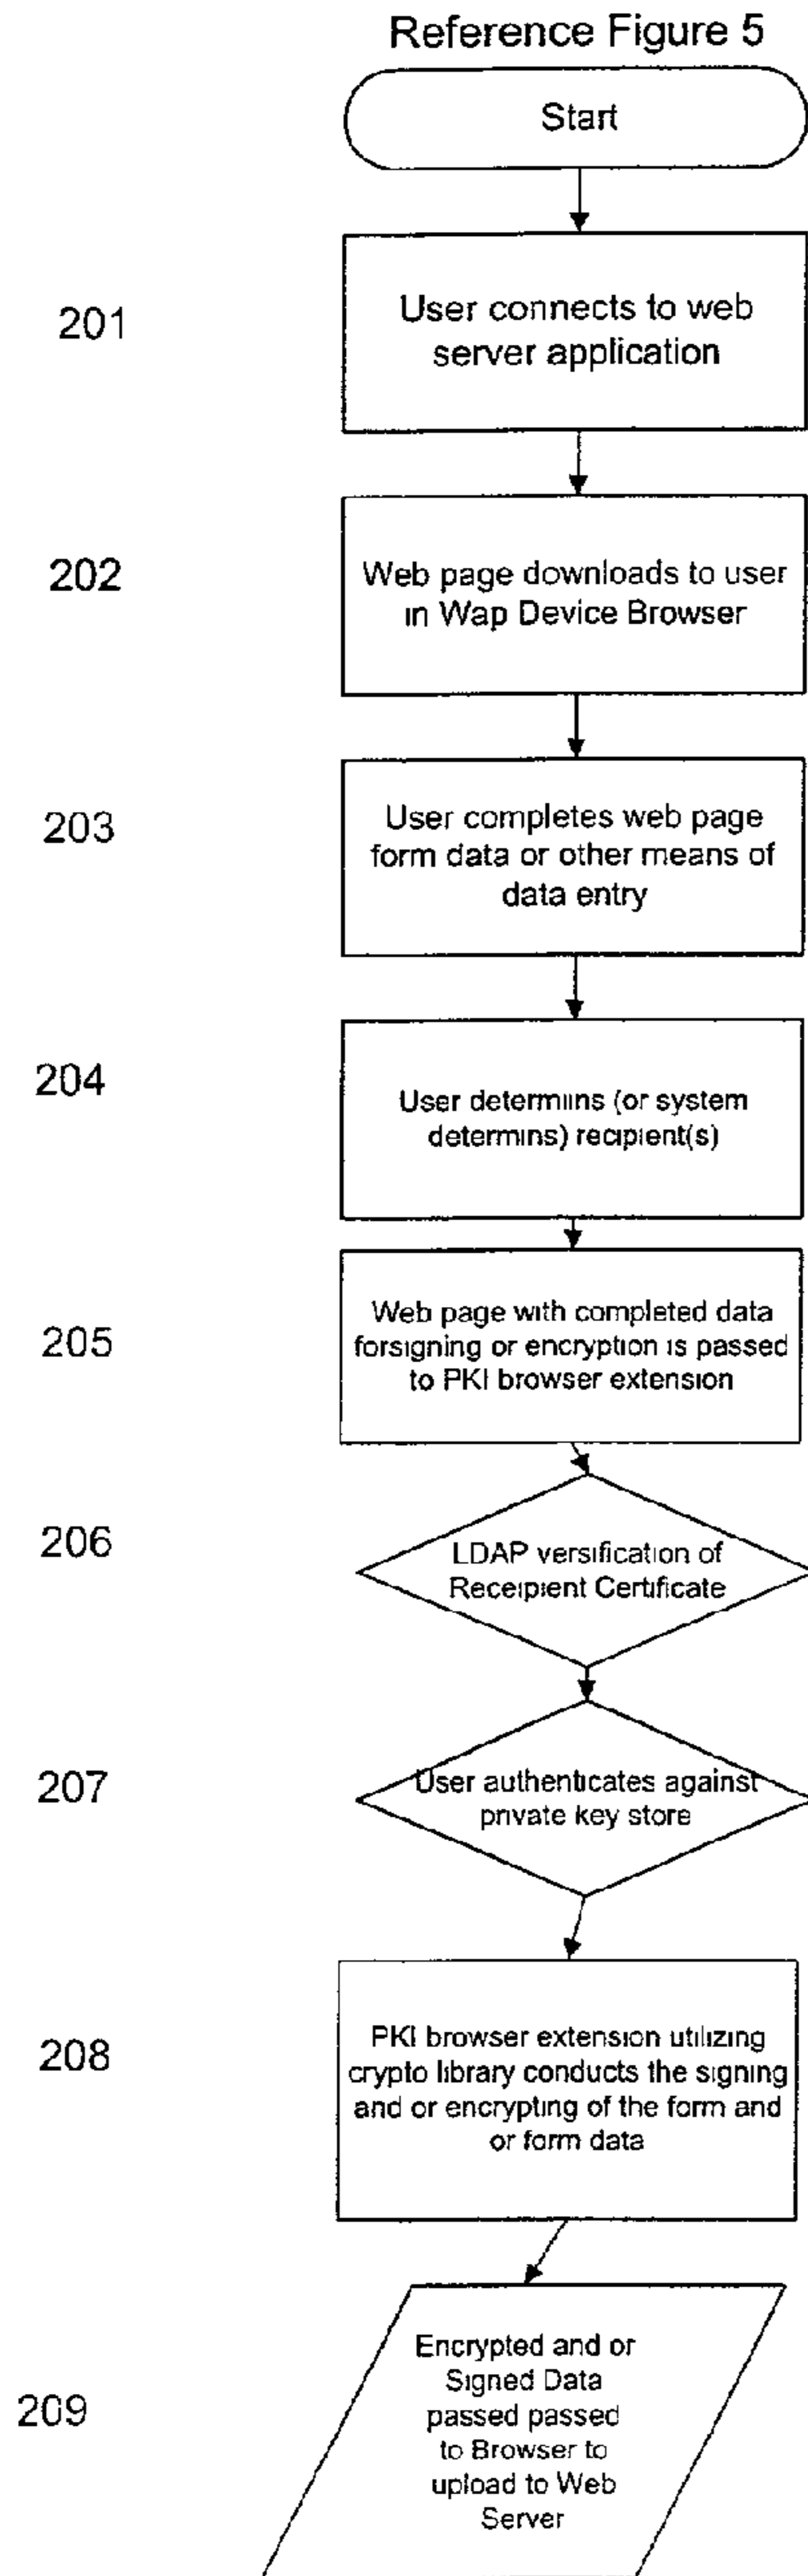 Reference Figure 5
Start
201
User connects to web
server application
202
Web page downloads to user
in Wap Device Browser
203
User completes web page
form data or other means of
data entry
204
User determins (or system
determins) recipient(s)
205
Web page with completed data
forsigning or encryption is passed
to PKI browser extension
206
LDAP versification of
Receipient Certificate
207
User authenticates against
private key store
208
PKI browser extension utilizing
crypto library conducts the signing
and or encrypting of the form and
or form data
209
Encrypted and or
Signed Data
passed passed
to Browser to
upload to Web
Server